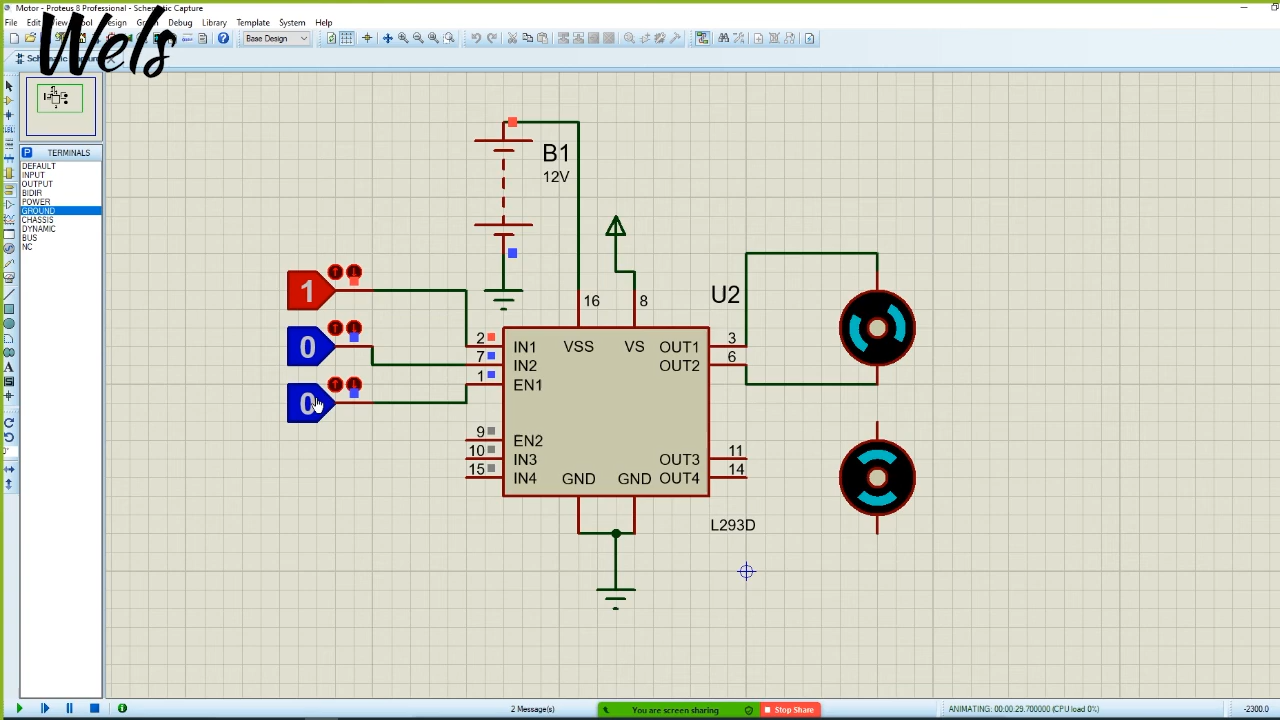 Motor - Proteus 8 Professional - Schematic Capture
File Edit Debug Library Template System Help
Wels
Base Design
P TERMINALS
DEFAULT
INPUT
OUTPUT
BIDIR
POWER
GROUND
CHASSIS
DYNAMIC
BUS
NC
B1
12V
1
0
0
16 8
U2
2 IN1 VSS VS OUT1 3
7 IN2 OUT2 6
1 EN1
9 EN2
10 IN3 OUT3 11
15 IN4 GND GND OUT4 14
L293D
2 Message(s)
You are screen sharing
Stop Share
ANIMATING: 00:00:29.700000 (CPU load 0%)
-2300.0